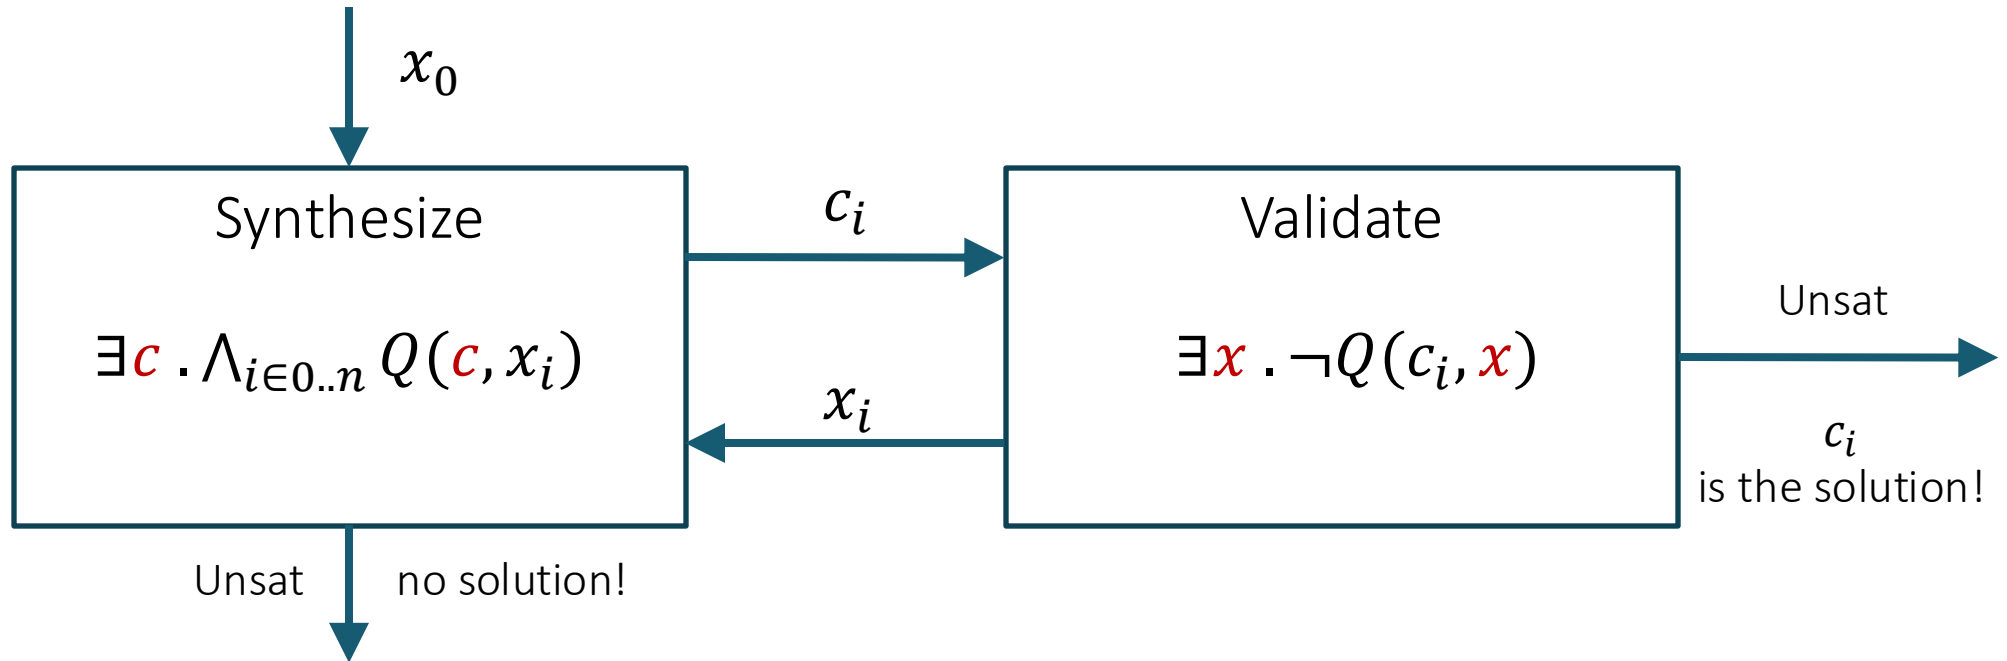 x₀
Synthesize
∃c . ⋀ᵢ∈₀..ₙ Q(c, xᵢ)
cᵢ
xᵢ
Validate
∃x . ¬Q(cᵢ, x)
Unsat
cᵢ
is the solution!
Unsat
no solution!